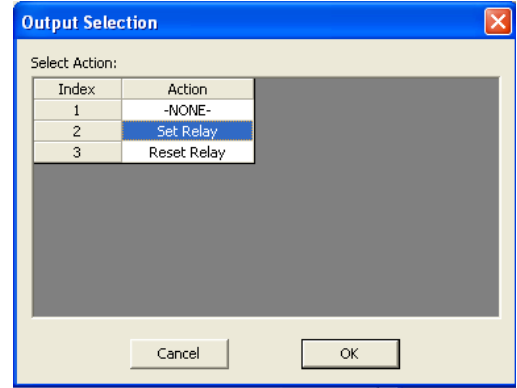 Output Selection
Select Action:
Index Action
1 -NONE-
2 Set Relay
3 Reset Relay
Cancel OK